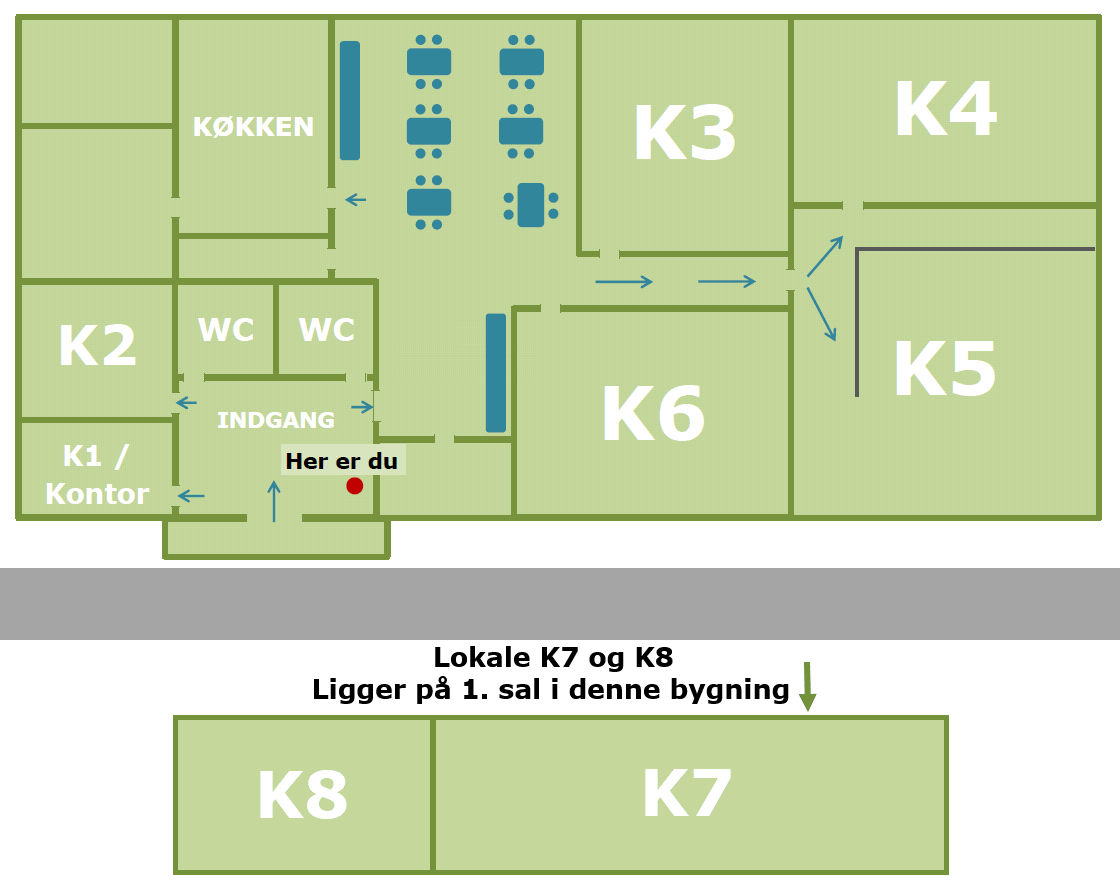 KØKKEN
K3
K4
K2
WC
WC
INDGANG
K6
K5
K1 /
Kontor
Her er du
Lokale K7 og K8
Ligger på 1. sal i denne bygning
K8
K7